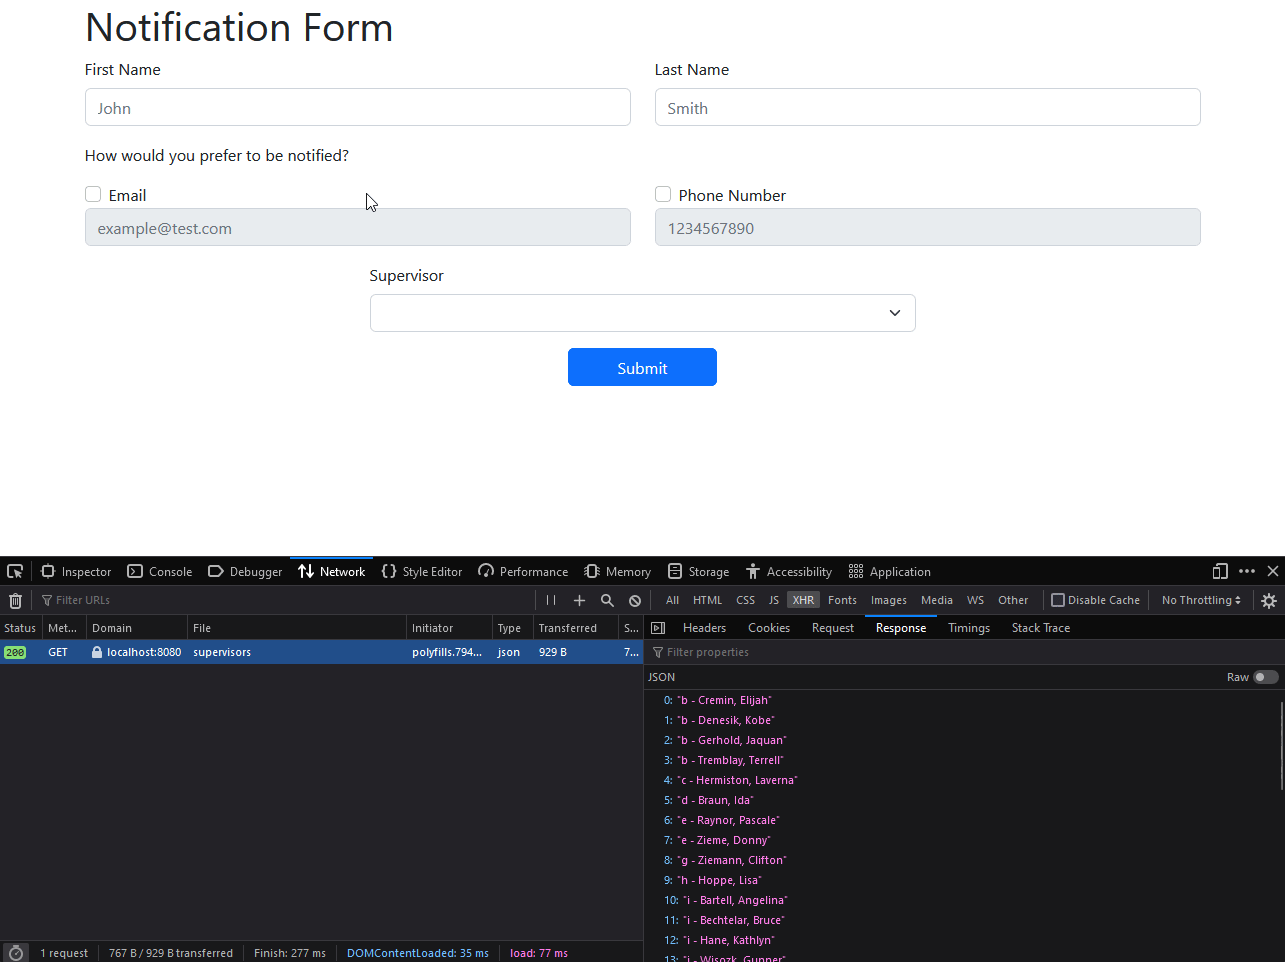 Notification Form
First Name
Last Name
John
Smith
How would you prefer to be notified?
Email
Phone Number
example@test.com
1234567890
Supervisor
Submit
Inspector Console Debugger Network Style Editor Performance Memory Storage Accessibility Application
Filter URLs
All HTML CSS JS XHR Fonts Images Media WS Other Disable Cache No Throttling
Status Met... Domain File Initiator Type Transferred S...
200 GET localhost:8080 supervisors polyfills.794... json 929 B 7...
1 request 767 B / 929 B transferred Finish: 277 ms DOMContentLoaded: 35 ms load: 77 ms
Headers Cookies Request Response Timings Stack Trace
Filter properties
JSON
Raw
0: "b - Cremin, Elijah"
1: "b - Denesik, Kobe"
2: "b - Gerhold, Jaquan"
3: "b - Tremblay, Terrell"
4: "c - Hermiston, Laverna"
5: "d - Braun, Ida"
6: "e - Raynor, Pascale"
7: "e - Zieme, Donny"
8: "g - Ziemann, Clifton"
9: "h - Hoppe, Lisa"
10: "i - Bartell, Angelina"
11: "i - Bechtelar, Bruce"
12: "i - Hane, Kathlyn"
13: "i - Wisozk, Gunner"